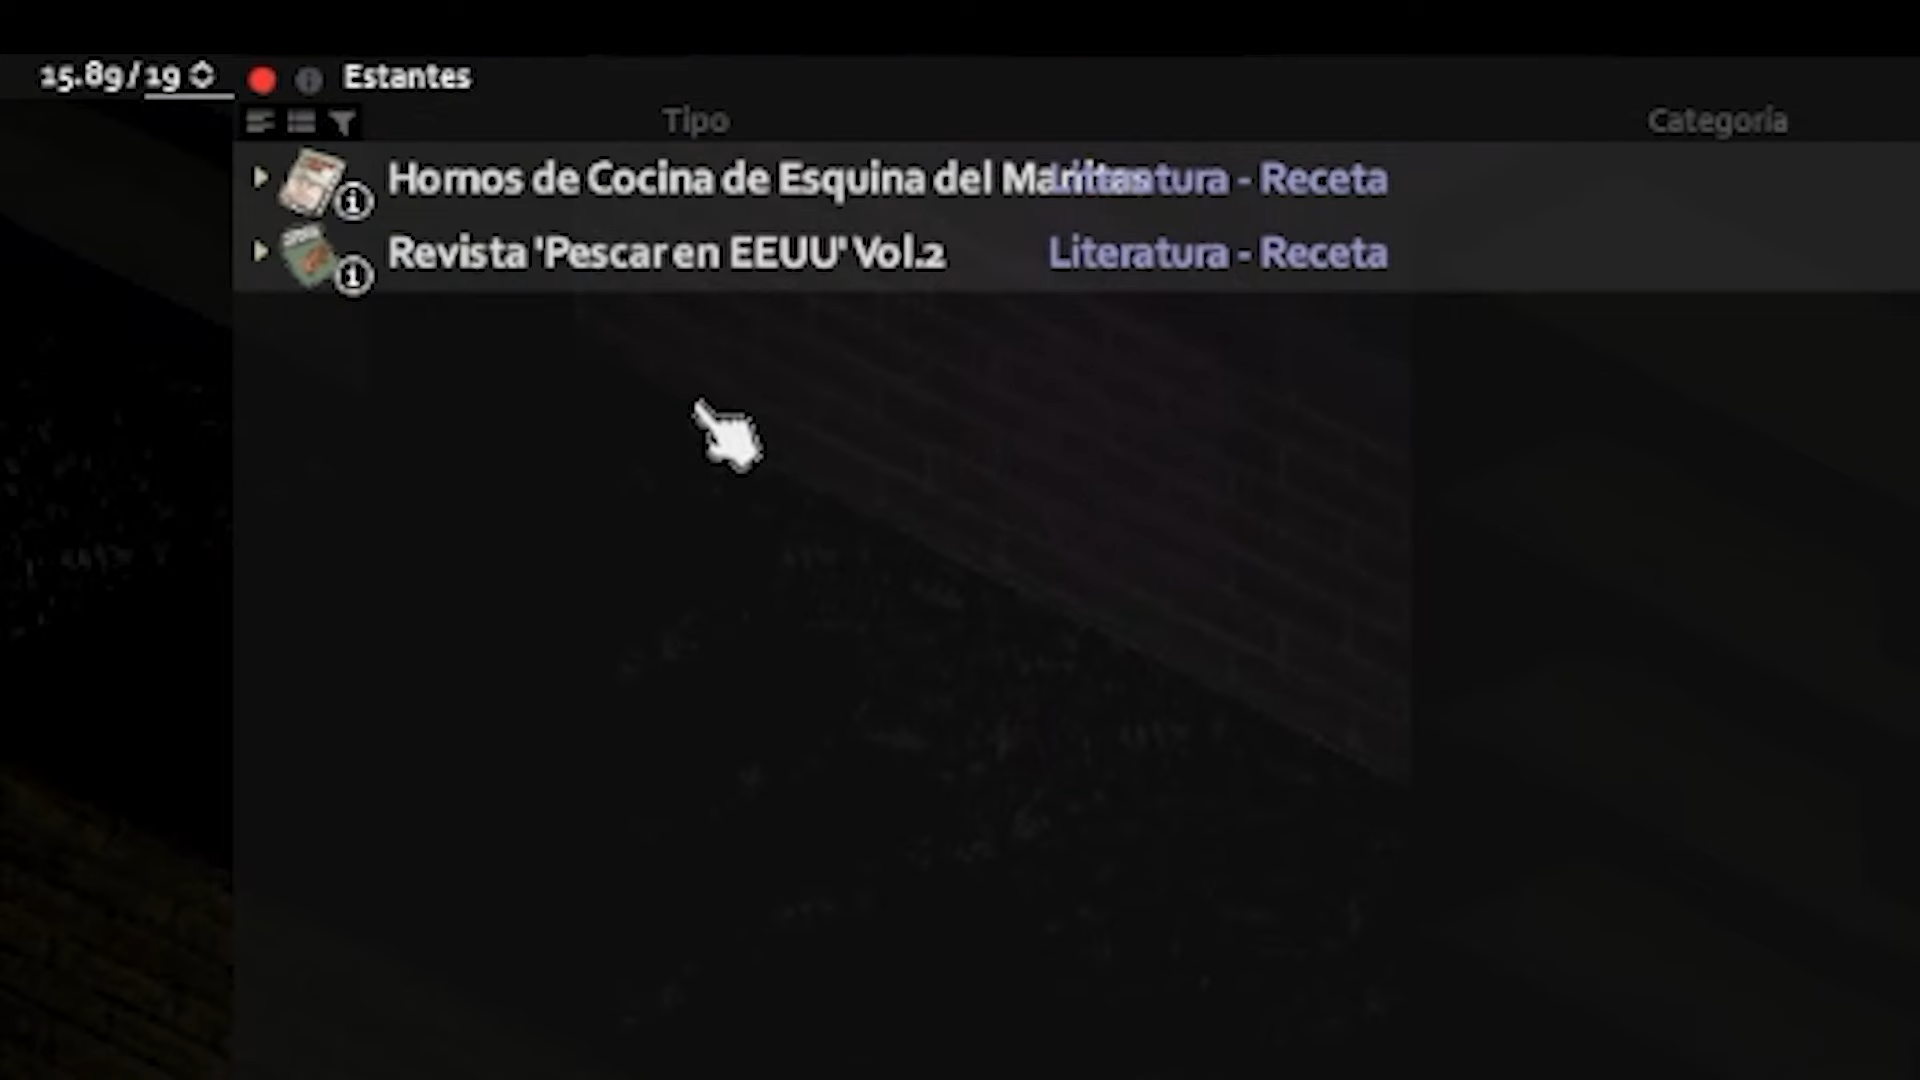 15.89/19 Estantes
Tipo Categoría
Hornos de Cocina de Esquina del Manitas Literatura - Receta
Revista 'Pescar en EEUU' Vol.2 Literatura - Receta